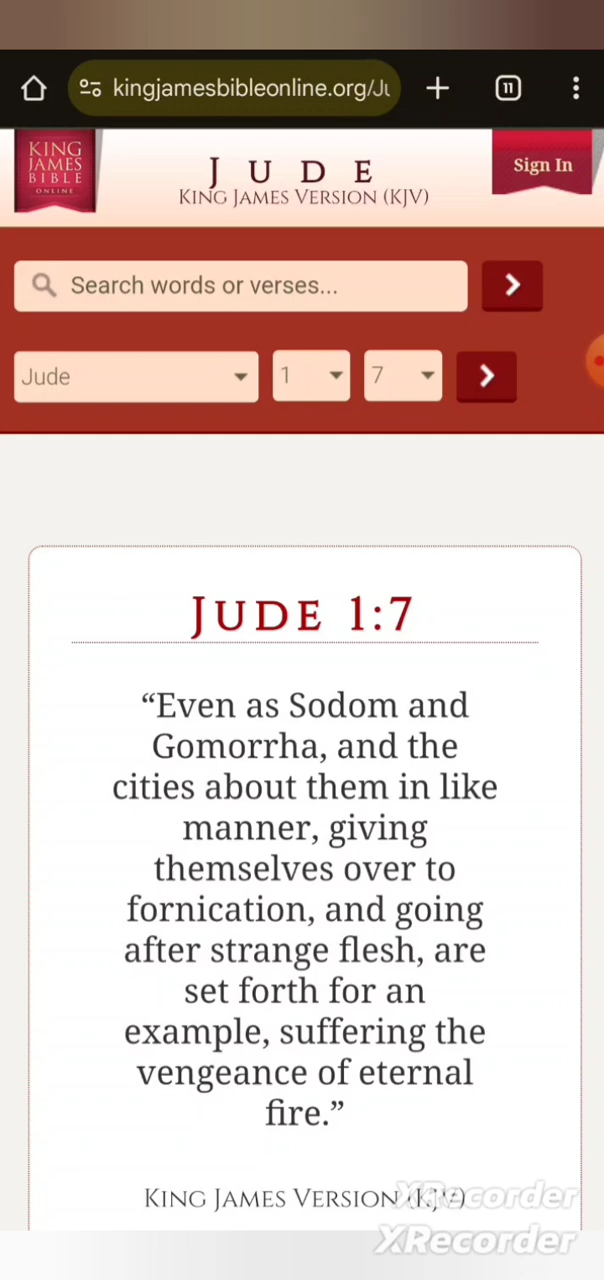 kingjamesbibleonline.org/Ju
11
KING
JAMES
BIBLE
ONLINE
JUDE
KING JAMES VERSION (KJV)
Sign In
Search words or verses...
Jude
1
7
JUDE 1:7
“Even as Sodom and
Gomorrha, and the
cities about them in like
manner, giving
themselves over to
fornication, and going
after strange flesh, are
set forth for an
example, suffering the
vengeance of eternal
fire.”
KING JAMES VERSION (KJV)
XRecorder
XRecorder